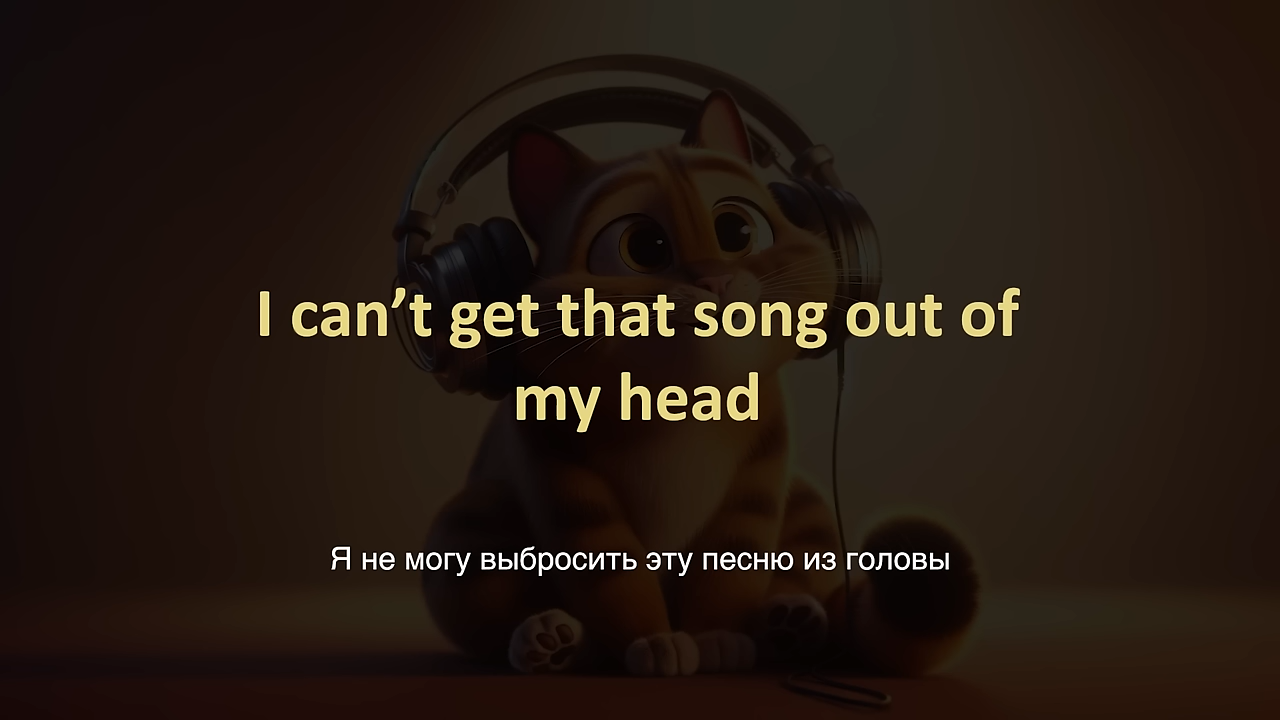 I can’t get that song out of
my head
Я не могу выбросить эту песню из головы